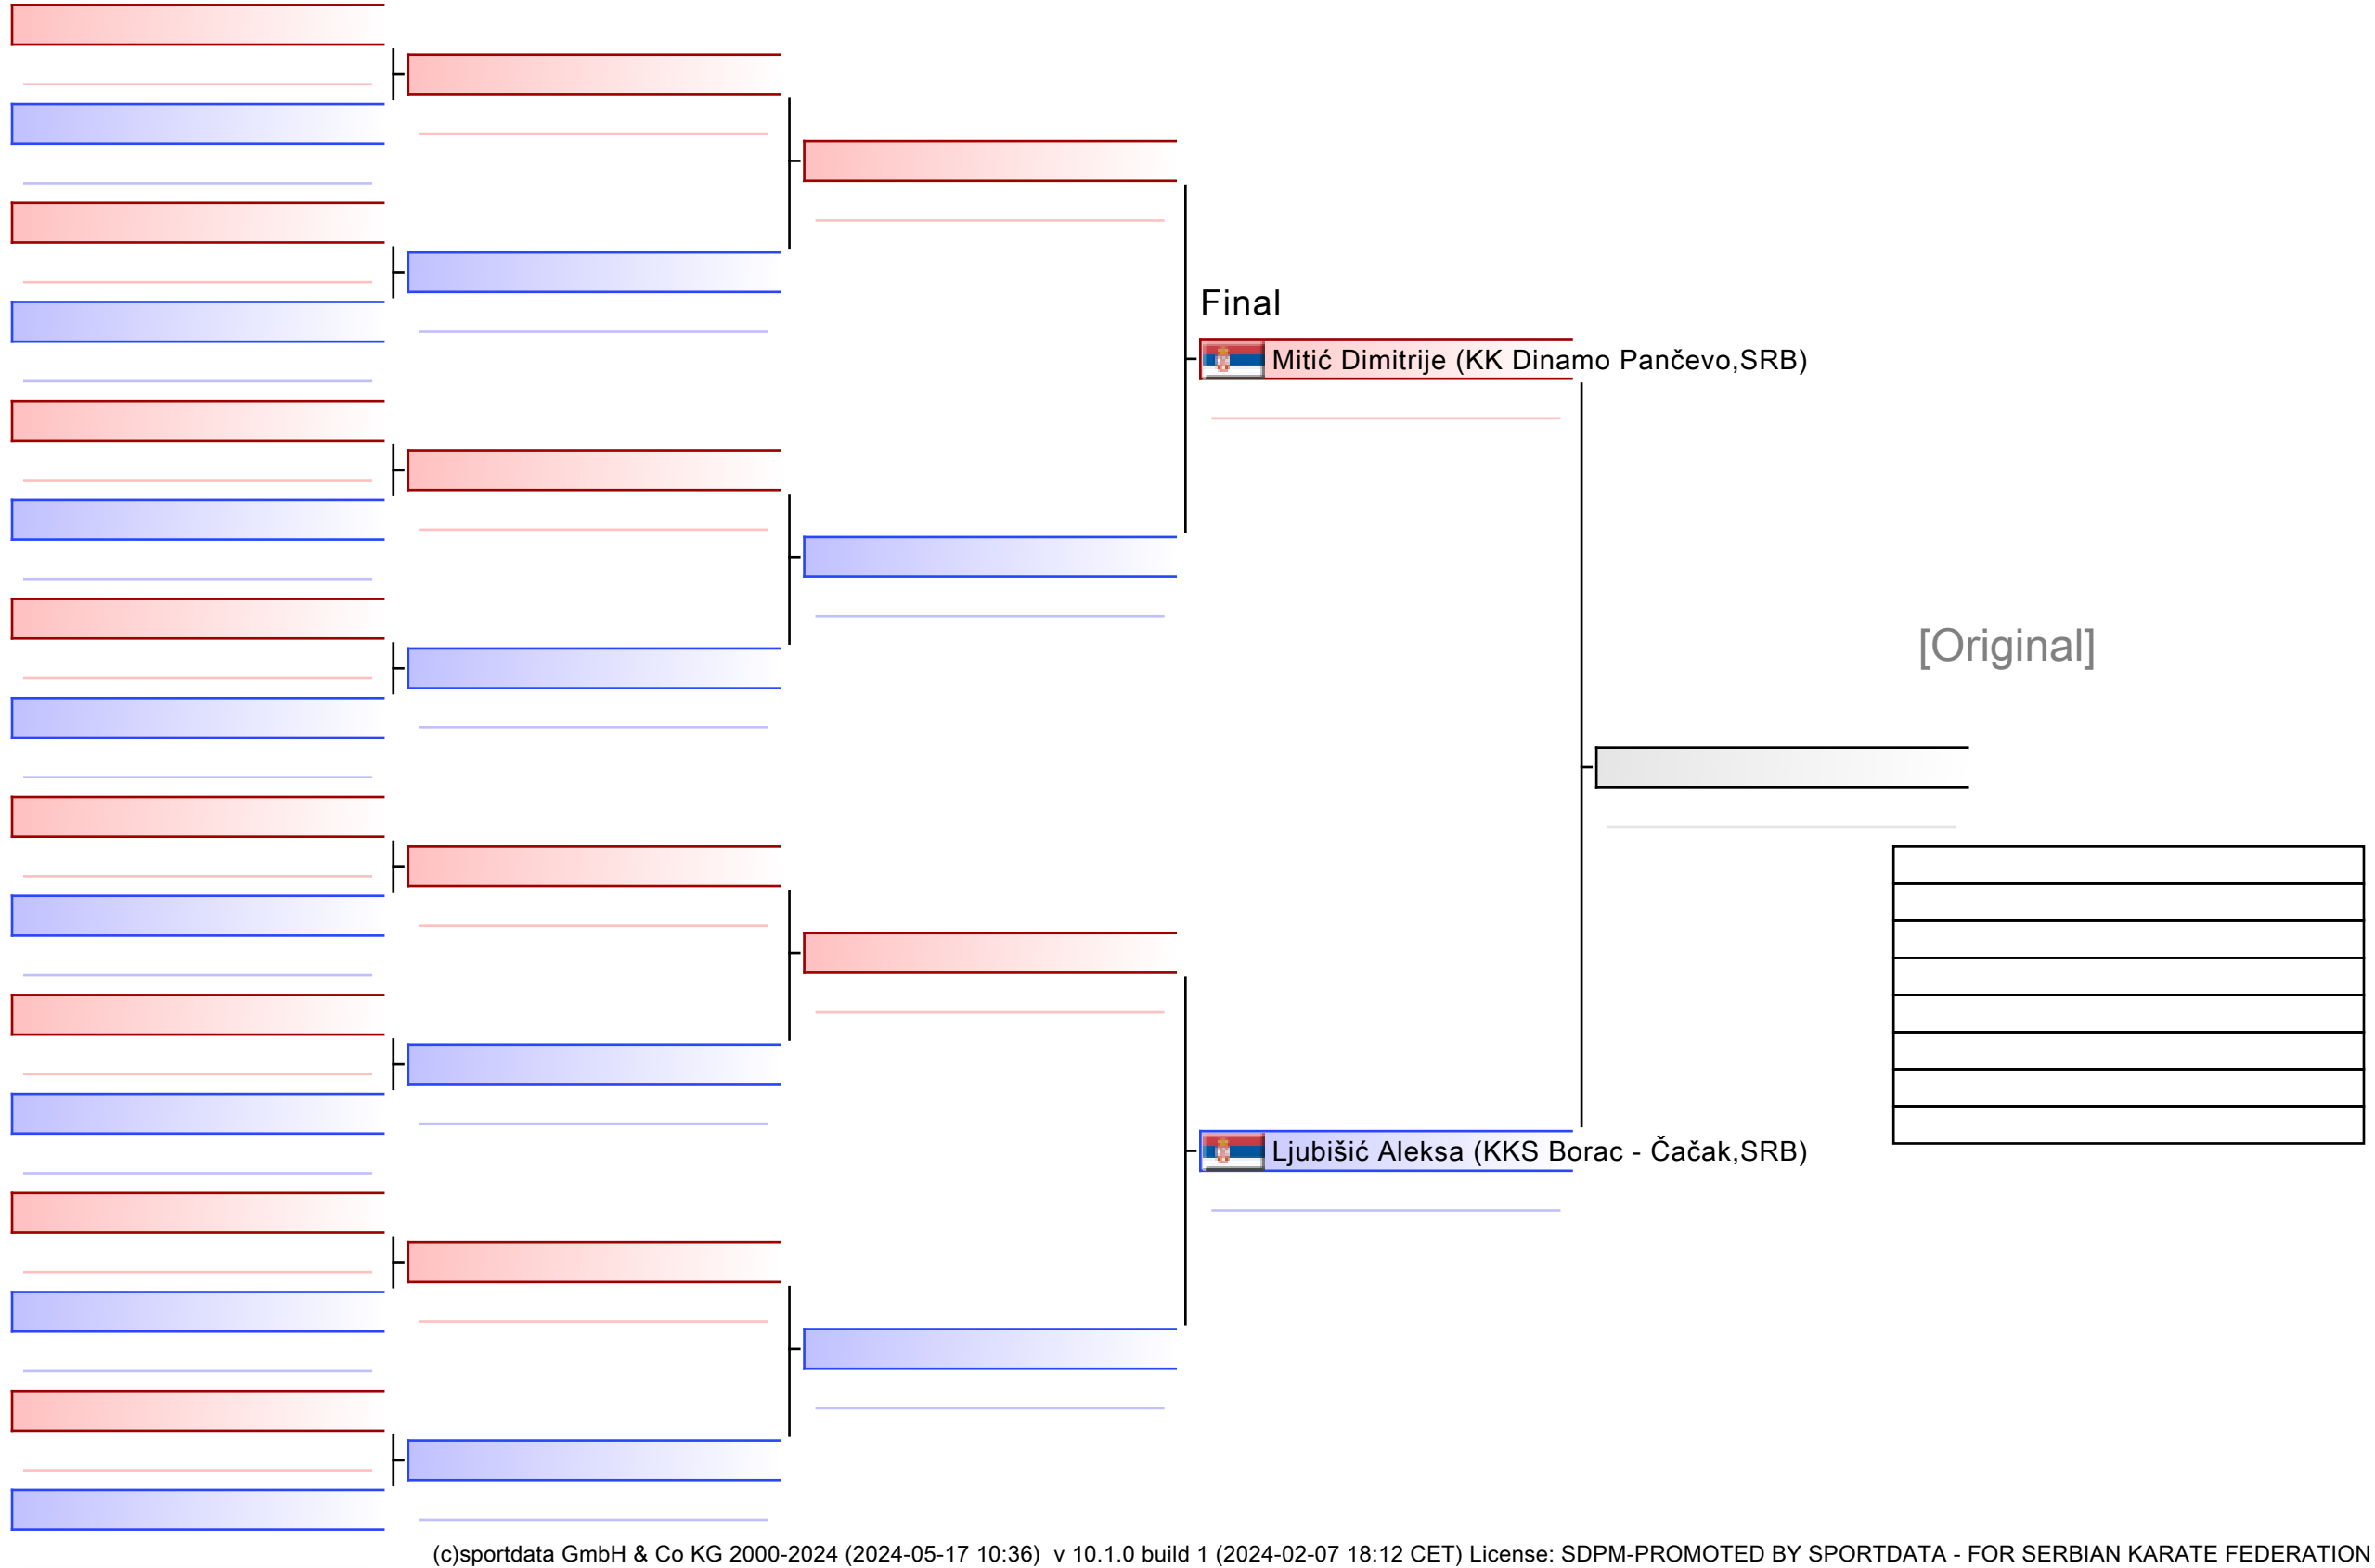 Final
Mitić Dimitrije (KK Dinamo Pančevo,SRB)
[Original]
Ljubišić Aleksa (KKS Borac - Čačak,SRB)
(c)sportdata GmbH & Co KG 2000-2024 (2024-05-17 10:36)  v 10.1.0 build 1 (2024-02-07 18:12 CET) License: SDPM-PROMOTED BY SPORTDATA - FOR SERBIAN KARATE FEDERATION